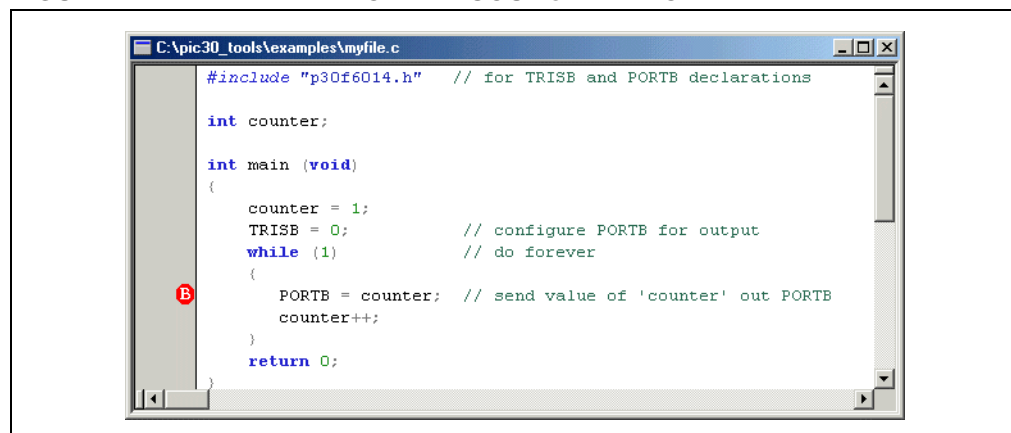 C:\pic30_tools\examples\myfile.c
#include "p30f6014.h"   // for TRISB and PORTB declarations
int counter;
int main (void)
{
    counter = 1;
    TRISB = 0;              // configure PORTB for output
    while (1)               // do forever
    {
B       PORTB = counter;  // send value of 'counter' out PORTB
        counter++;
    }
    return 0;
}